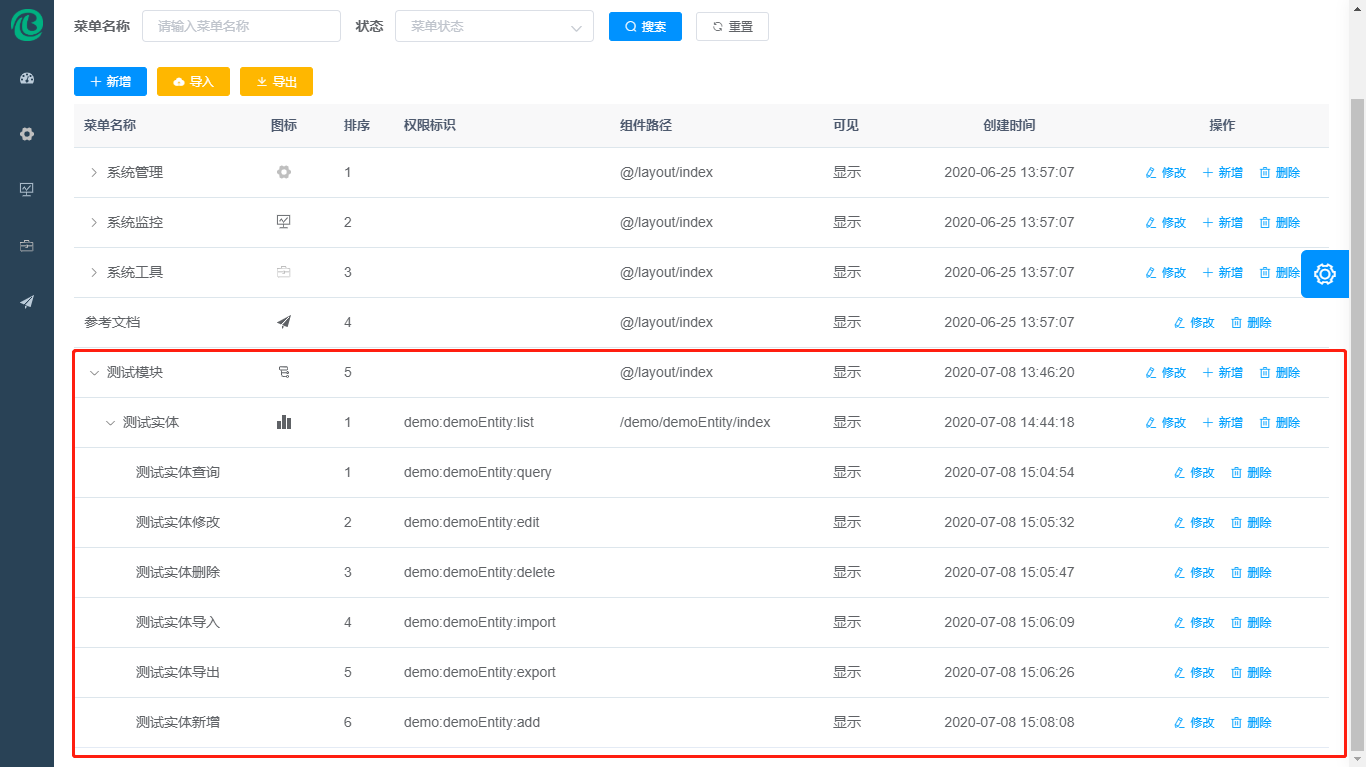 菜单名称 请输入菜单名称 状态 菜单状态 搜索 重置
新增 导入 导出
菜单名称 图标 排序 权限标识 组件路径 可见 创建时间 操作
系统管理 1 @/layout/index 显示 2020-06-25 13:57:07 修改 新增 删除
系统监控 2 @/layout/index 显示 2020-06-25 13:57:07 修改 新增 删除
系统工具 3 @/layout/index 显示 2020-06-25 13:57:07 修改 新增 删除
参考文档 4 @/layout/index 显示 2020-06-25 13:57:07 修改 删除
测试模块 5 @/layout/index 显示 2020-07-08 13:46:20 修改 新增 删除
测试实体 1 demo:demoEntity:list /demo/demoEntity/index 显示 2020-07-08 14:44:18 修改 新增 删除
测试实体查询 1 demo:demoEntity:query 显示 2020-07-08 15:04:54 修改 删除
测试实体修改 2 demo:demoEntity:edit 显示 2020-07-08 15:05:32 修改 删除
测试实体删除 3 demo:demoEntity:delete 显示 2020-07-08 15:05:47 修改 删除
测试实体导入 4 demo:demoEntity:import 显示 2020-07-08 15:06:09 修改 删除
测试实体导出 5 demo:demoEntity:export 显示 2020-07-08 15:06:26 修改 删除
测试实体新增 6 demo:demoEntity:add 显示 2020-07-08 15:08:08 修改 删除